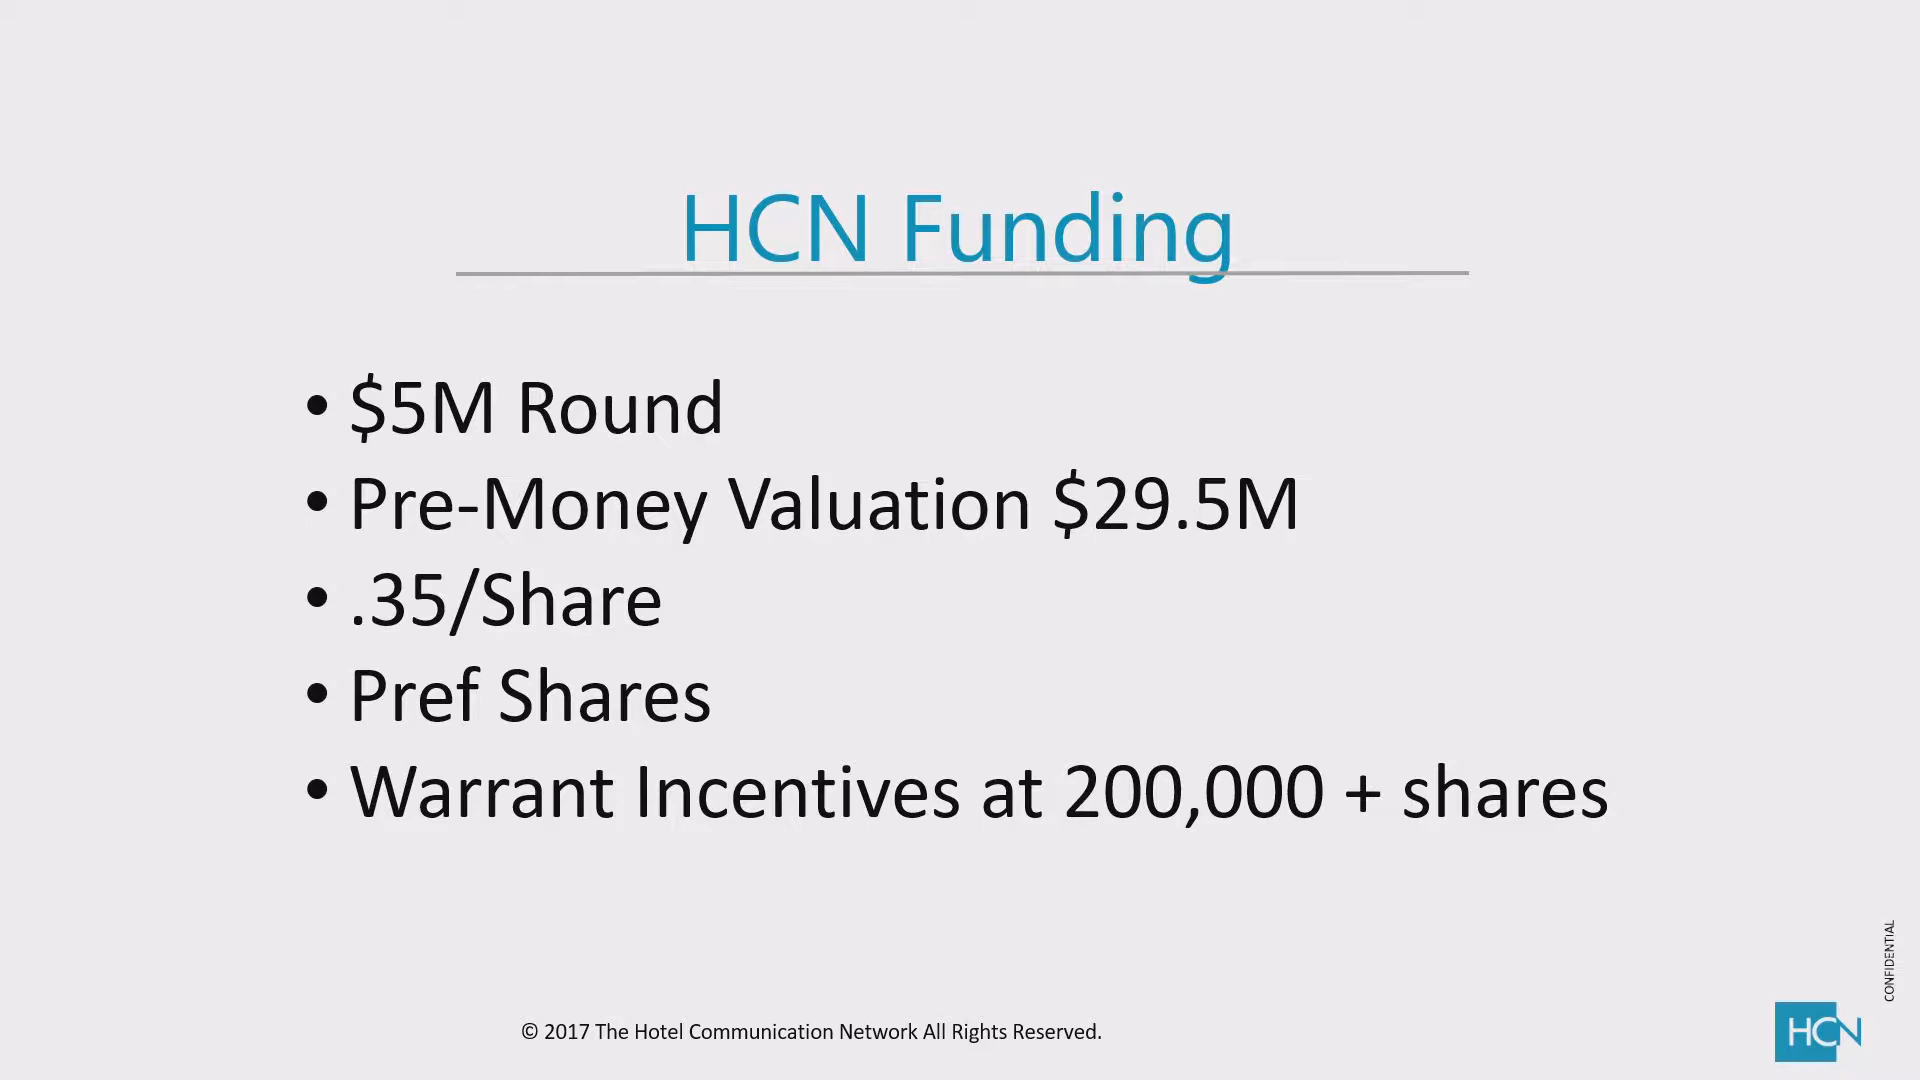 HCN Funding
• $5M Round
• Pre-Money Valuation $29.5M
• .35/Share
• Pref Shares
• Warrant Incentives at 200,000 + shares
CONFIDENTIAL
© 2017 The Hotel Communication Network All Rights Reserved.
HCN